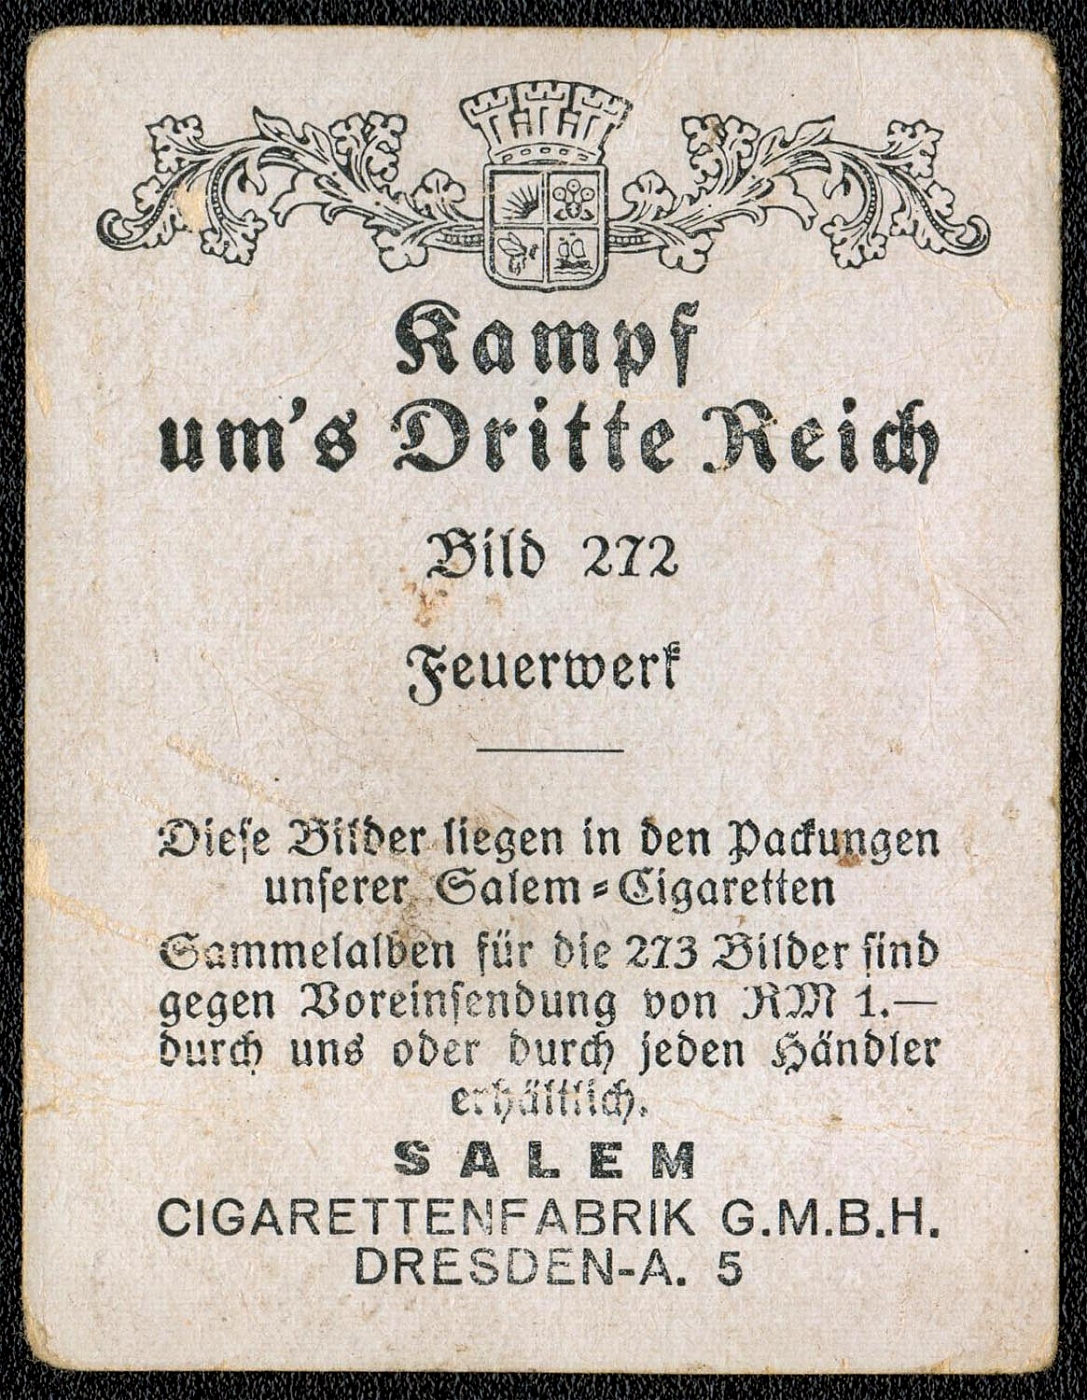 Kampf
um's Dritte Reich
Bild 272
Feuerwerk
Diese Bilder liegen in den Packungen
unserer Salem=Cigaretten
Sammelalben für die 273 Bilder sind
gegen Voreinsendung von RM 1.—
durch uns oder durch jeden Händler
erhältlich.
SALEM
CIGARETTENFABRIK G.M.B.H.
DRESDEN-A. 5